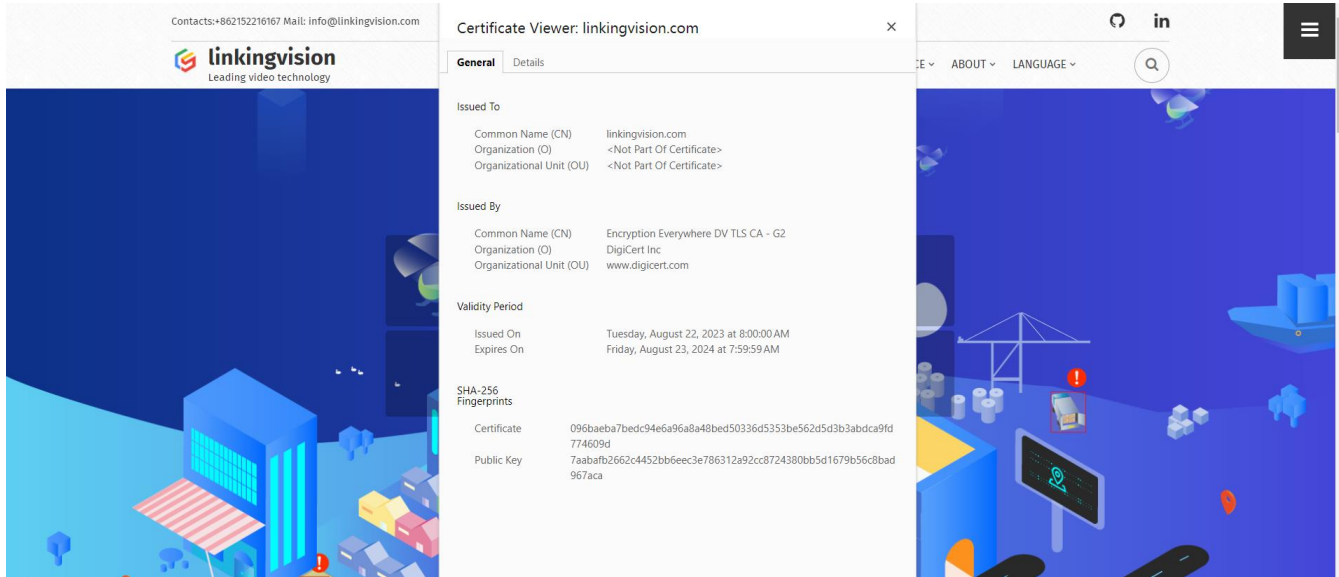 Contacts:+862152216167 Mail: info@linkingvision.com
in
linkingvision
Leading video technology
ABOUT
LANGUAGE
Certificate Viewer: linkingvision.com
General Details
Issued To
Common Name (CN) linkingvision.com
Organization (O) <Not Part Of Certificate>
Organizational Unit (OU) <Not Part Of Certificate>
Issued By
Common Name (CN) Encryption Everywhere DV TLS CA - G2
Organization (O) DigiCert Inc
Organizational Unit (OU) www.digicert.com
Validity Period
Issued On Tuesday, August 22, 2023 at 8:00:00 AM
Expires On Friday, August 23, 2024 at 7:59:59 AM
SHA-256
Fingerprints
Certificate 096baeba7bedc94e6a96a8a48bed50336d5353be562d5d3b3abdca9fd
774609d
Public Key 7aabafb2662c4452bb6eec3e786312a92cc8724380bb5d1679b56c8bad
967aca